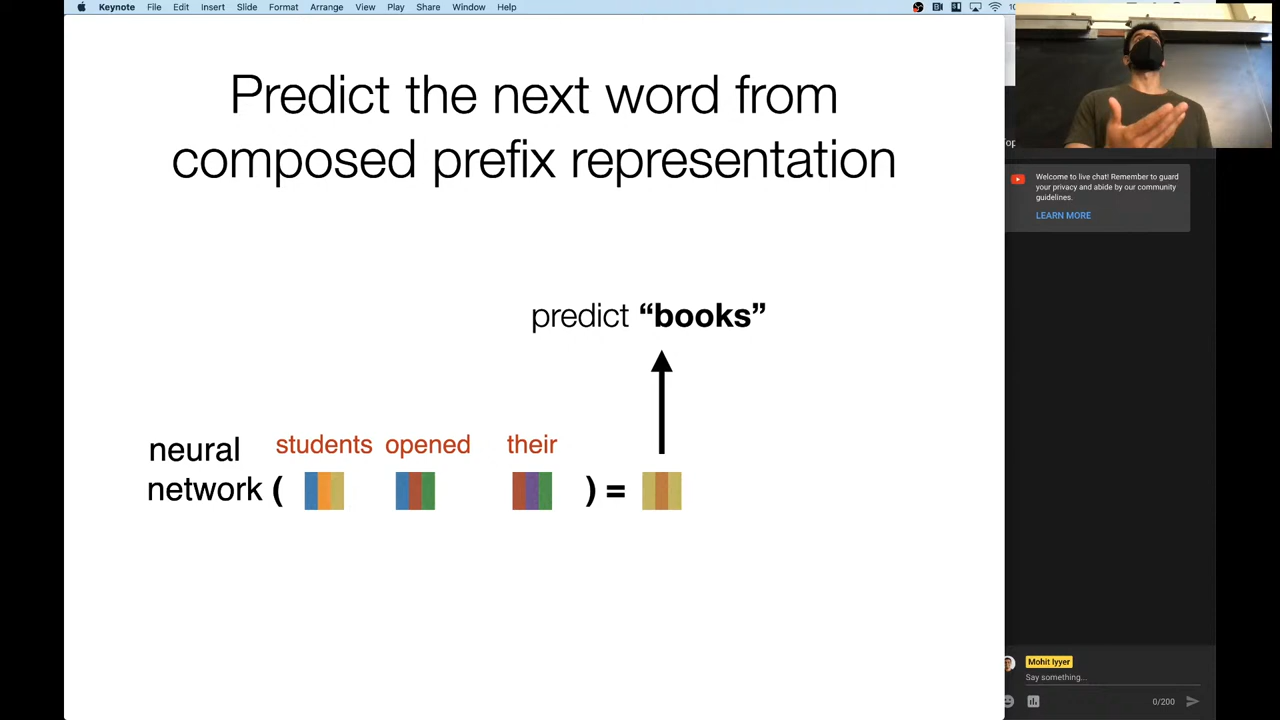 Keynote File Edit Insert Slide Format Arrange View Play Share Window Help
Predict the next word from
composed prefix representation
predict “books”
neural
network ( students opened their ) =
Welcome to live chat! Remember to guard
your privacy and abide by our community
guidelines.
LEARN MORE
Mohit Iyyer
Say something...
0/200